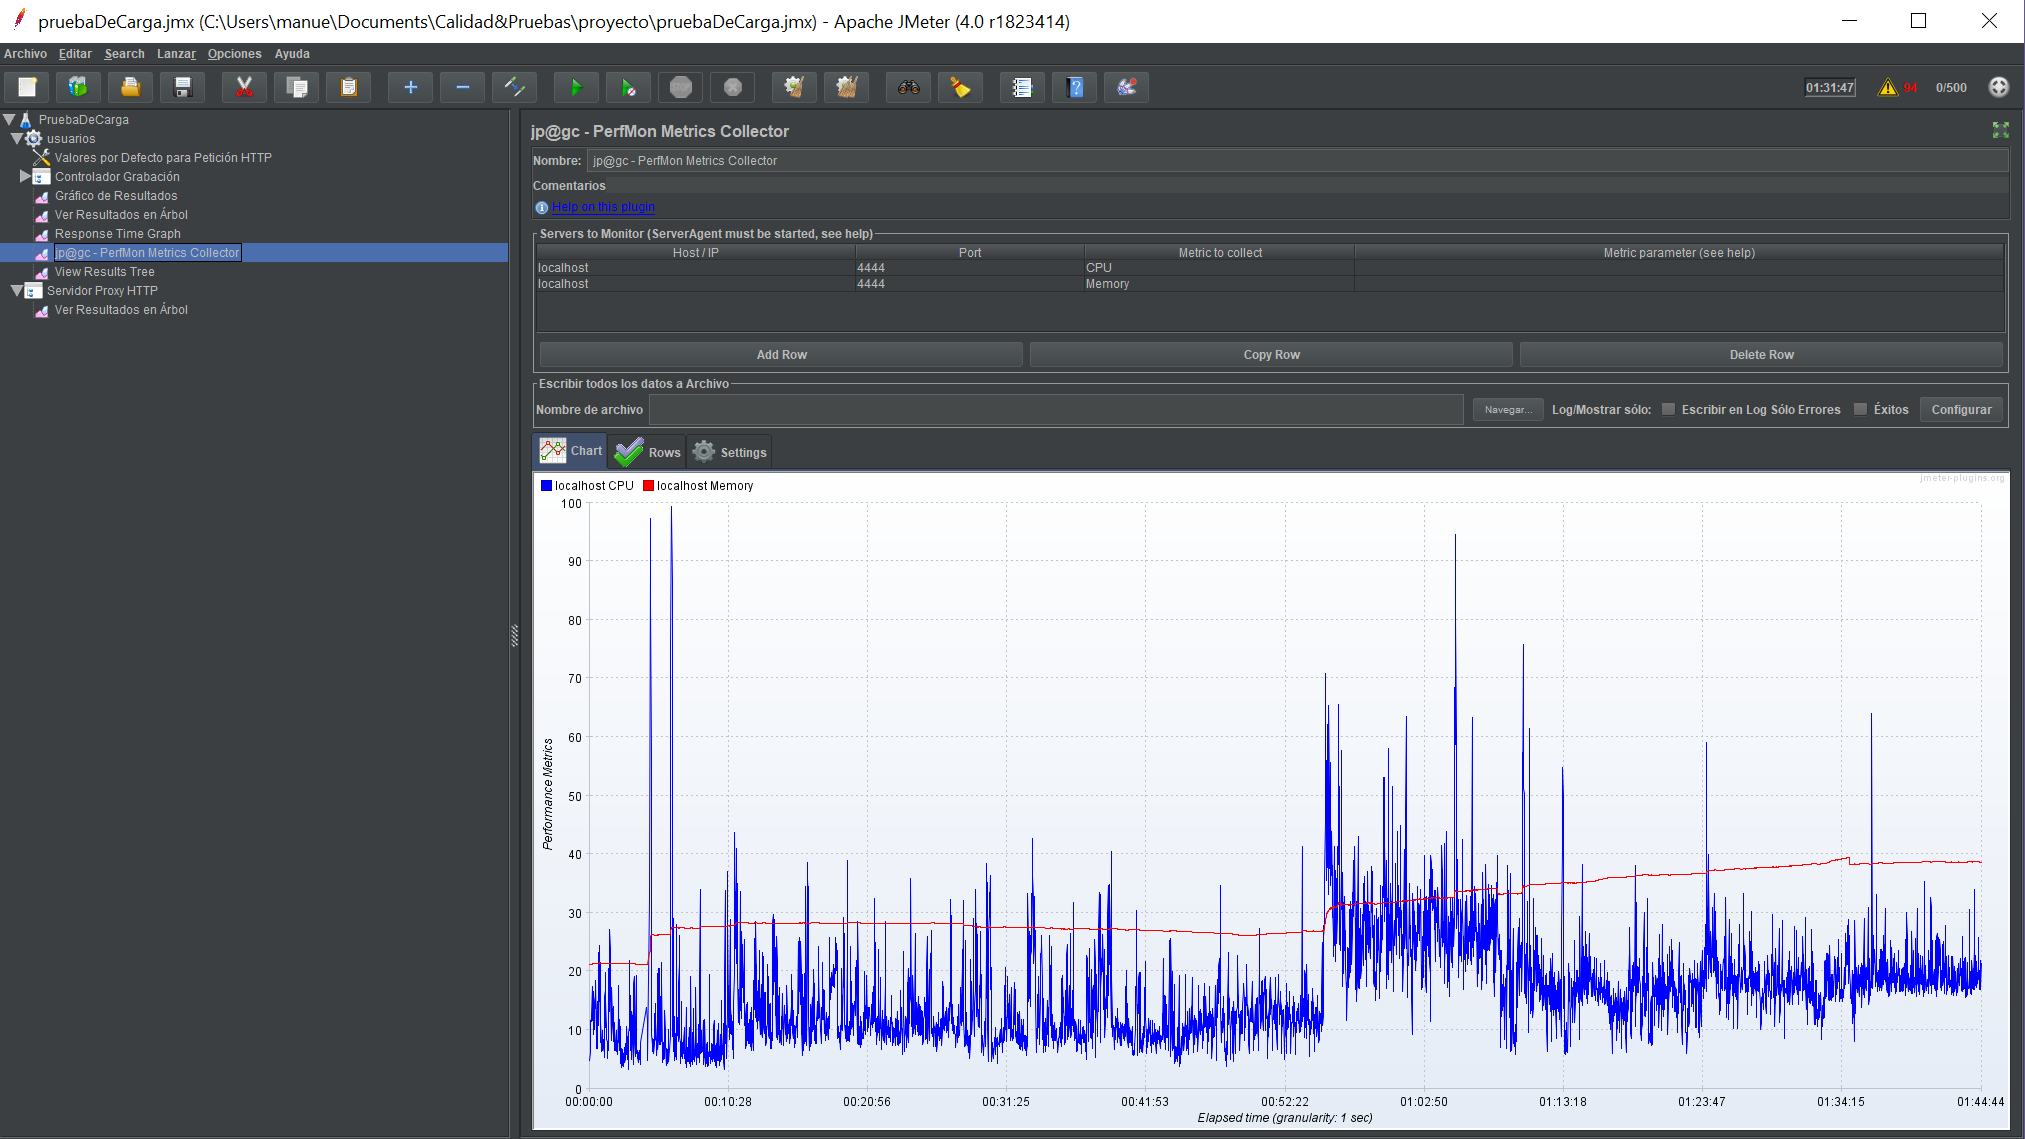 pruebaDeCarga.jmx (C:\Users\manue\Documents\Calidad&Pruebas\proyecto\pruebaDeCarga.jmx) - Apache JMeter (4.0 r1823414)
Archivo Editar Search Lanzar Opciones Ayuda
STOP
01:31:47 94 0/500
PruebaDeCarga
usuarios
Valores por Defecto para Petición HTTP
Controlador Grabación
Gráfico de Resultados
Ver Resultados en Árbol
Response Time Graph
jp@gc - PerfMon Metrics Collector
View Results Tree
Servidor Proxy HTTP
Ver Resultados en Árbol
jp@gc - PerfMon Metrics Collector
Nombre: jp@gc - PerfMon Metrics Collector
Comentarios
Help on this plugin
Servers to Monitor (ServerAgent must be started, see help)
Host / IP Port Metric to collect Metric parameter (see help)
localhost 4444 CPU
localhost 4444 Memory
Add Row Copy Row Delete Row
Escribir todos los datos a Archivo
Nombre de archivo Navegar... Log/Mostrar sólo: Escribir en Log Sólo Errores Éxitos Configurar
Chart Rows Settings
localhost CPU localhost Memory
jmeter-plugins.org
100
90
80
70
60
50
40
30
20
10
0
Performance Metrics
00:00:00 00:10:28 00:20:56 00:31:25 00:41:53 00:52:22 01:02:50 01:13:18 01:23:47 01:34:15 01:44:44
Elapsed time (granularity: 1 sec)